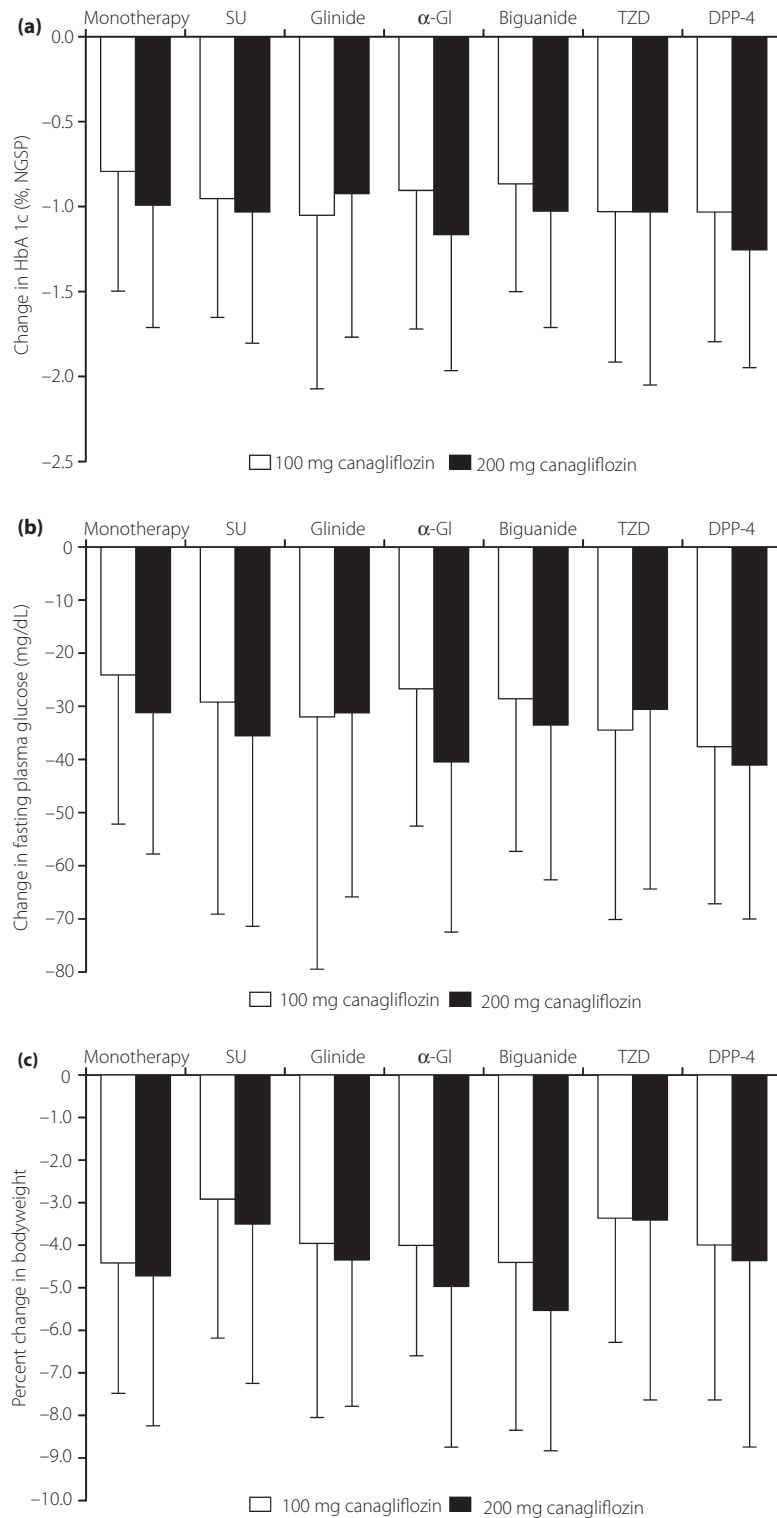 (a)
Monotherapy SU Glinide α-GI Biguanide TZD DPP-4
0.0
−0.5
−1.0
−1.5
−2.0
−2.5
Change in HbA 1c (%, NGSP)
100 mg canagliflozin 200 mg canagliflozin
(b)
Monotherapy SU Glinide α-GI Biguanide TZD DPP-4
0
−10
−20
−30
−40
−50
−60
−70
−80
Change in fasting plasma glucose (mg/dL)
100 mg canagliflozin 200 mg canagliflozin
(c)
Monotherapy SU Glinide α-GI Biguanide TZD DPP-4
0
−1.0
−2.0
−3.0
−4.0
−5.0
−6.0
−7.0
−8.0
−9.0
−10.0
Percent change in bodyweight
100 mg canagliflozin 200 mg canagliflozin